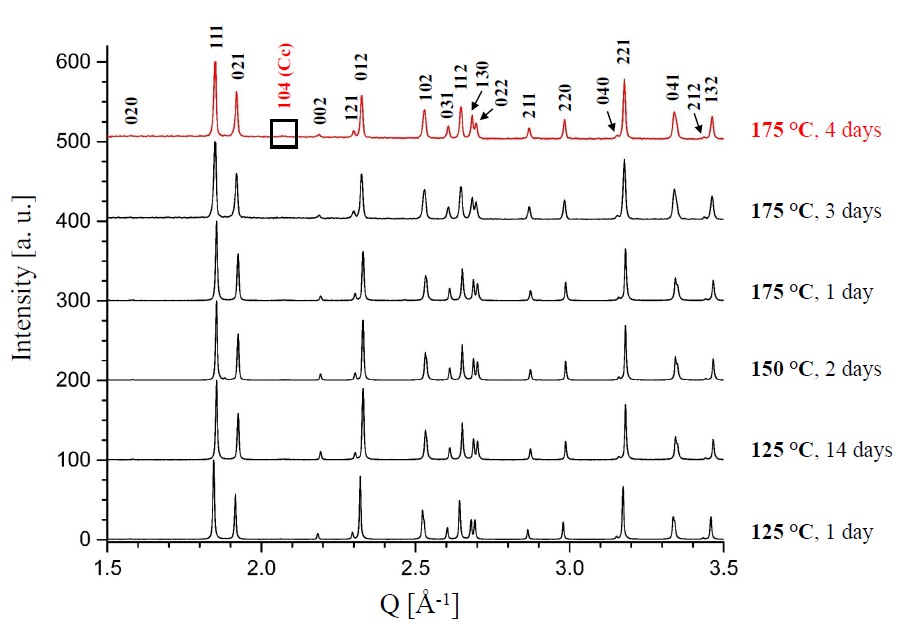 020
111
021
104 (Cc)
002
121
012
102
031
112
130
022
211
220
040
221
041
212
132
600
500
400
300
200
100
0
175 °C, 4 days
175 °C, 3 days
175 °C, 1 day
150 °C, 2 days
125 °C, 14 days
125 °C, 1 day
Intensity [a. u.]
1.5 2.0 2.5 3.0 3.5
Q [Å-1]